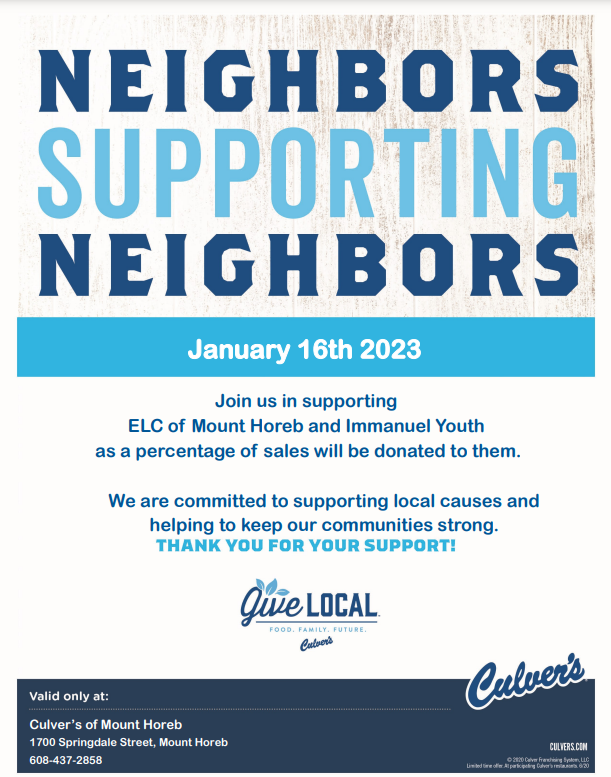 NEIGHBORS
SUPPORTING
NEIGHBORS
January 16th 2023
Join us in supporting
ELC of Mount Horeb and Immanuel Youth
as a percentage of sales will be donated to them.
We are committed to supporting local causes and
helping to keep our communities strong.
THANK YOU FOR YOUR SUPPORT!
give LOCAL.
FOOD. FAMILY. FUTURE.
Culver's
Culver's
Valid only at:
Culver's of Mount Horeb
1700 Springdale Street, Mount Horeb
608-437-2858
CULVERS.COM
© 2020 Culver Franchising System, LLC
Limited time offer. At participating Culver's restaurants. 6/20